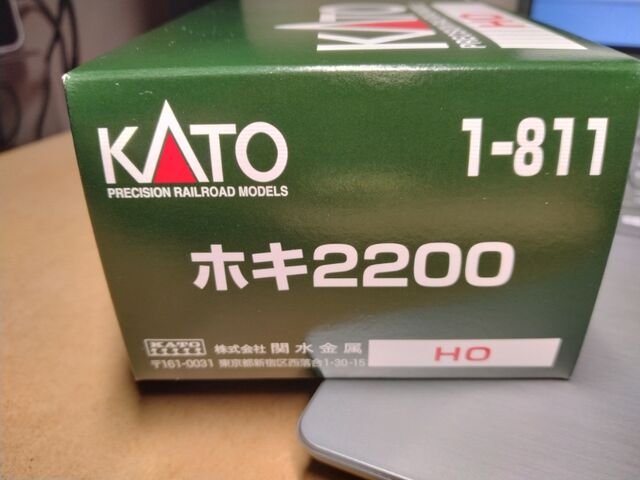 KATO
PRECISION RAILROAD MODELS
1-811
ホキ2200
KATO
株式会社 関水金属
〒161-0031 東京都新宿区西落合1-30-15
HO